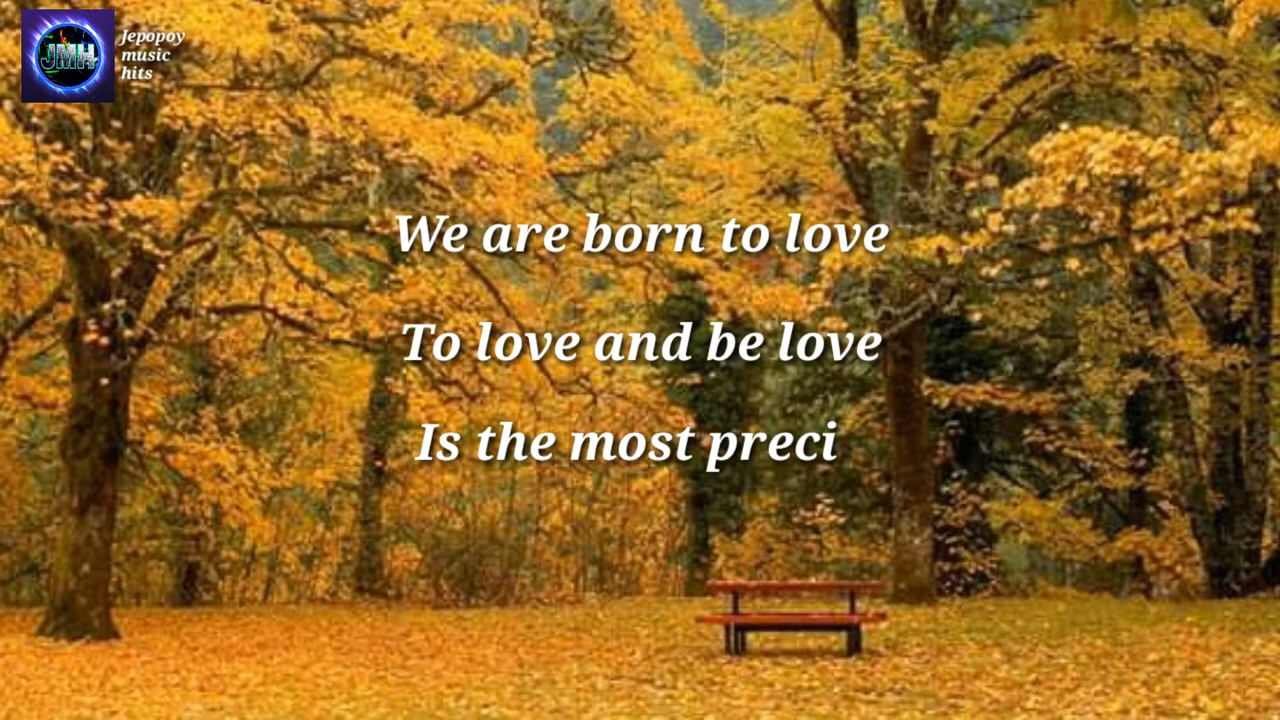 JMH
Jepopoy
music
hits
We are born to love
To love and be love
Is the most preci